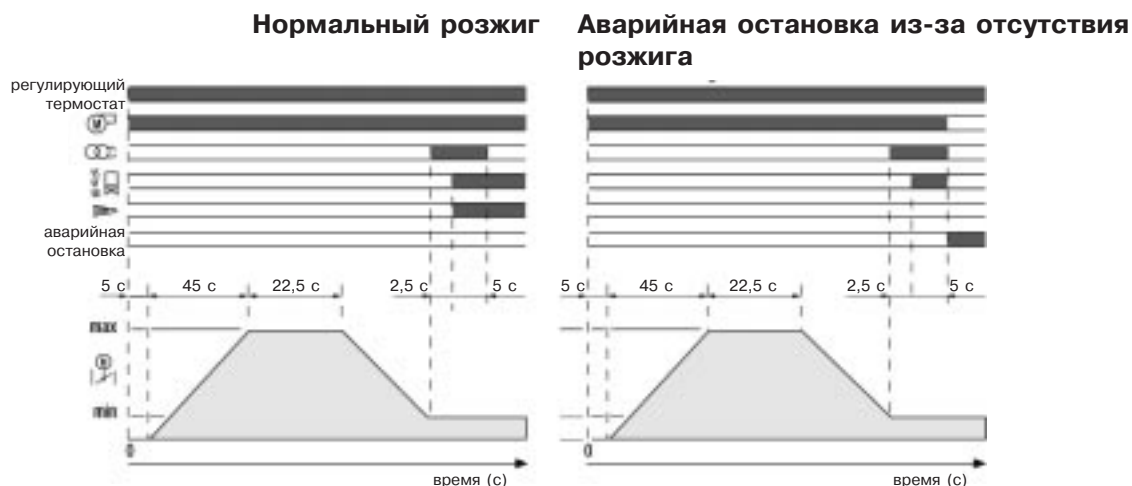 Нормальный розжиг
Аварийная остановка из-за отсутствия
розжига
регулирующий
термостат
M
аварийная
остановка
5 с 45 с 22,5 с 2,5 с 5 с
5 с 45 с 22,5 с 2,5 с 5 с
max
min
0
0
время (с)
время (с)